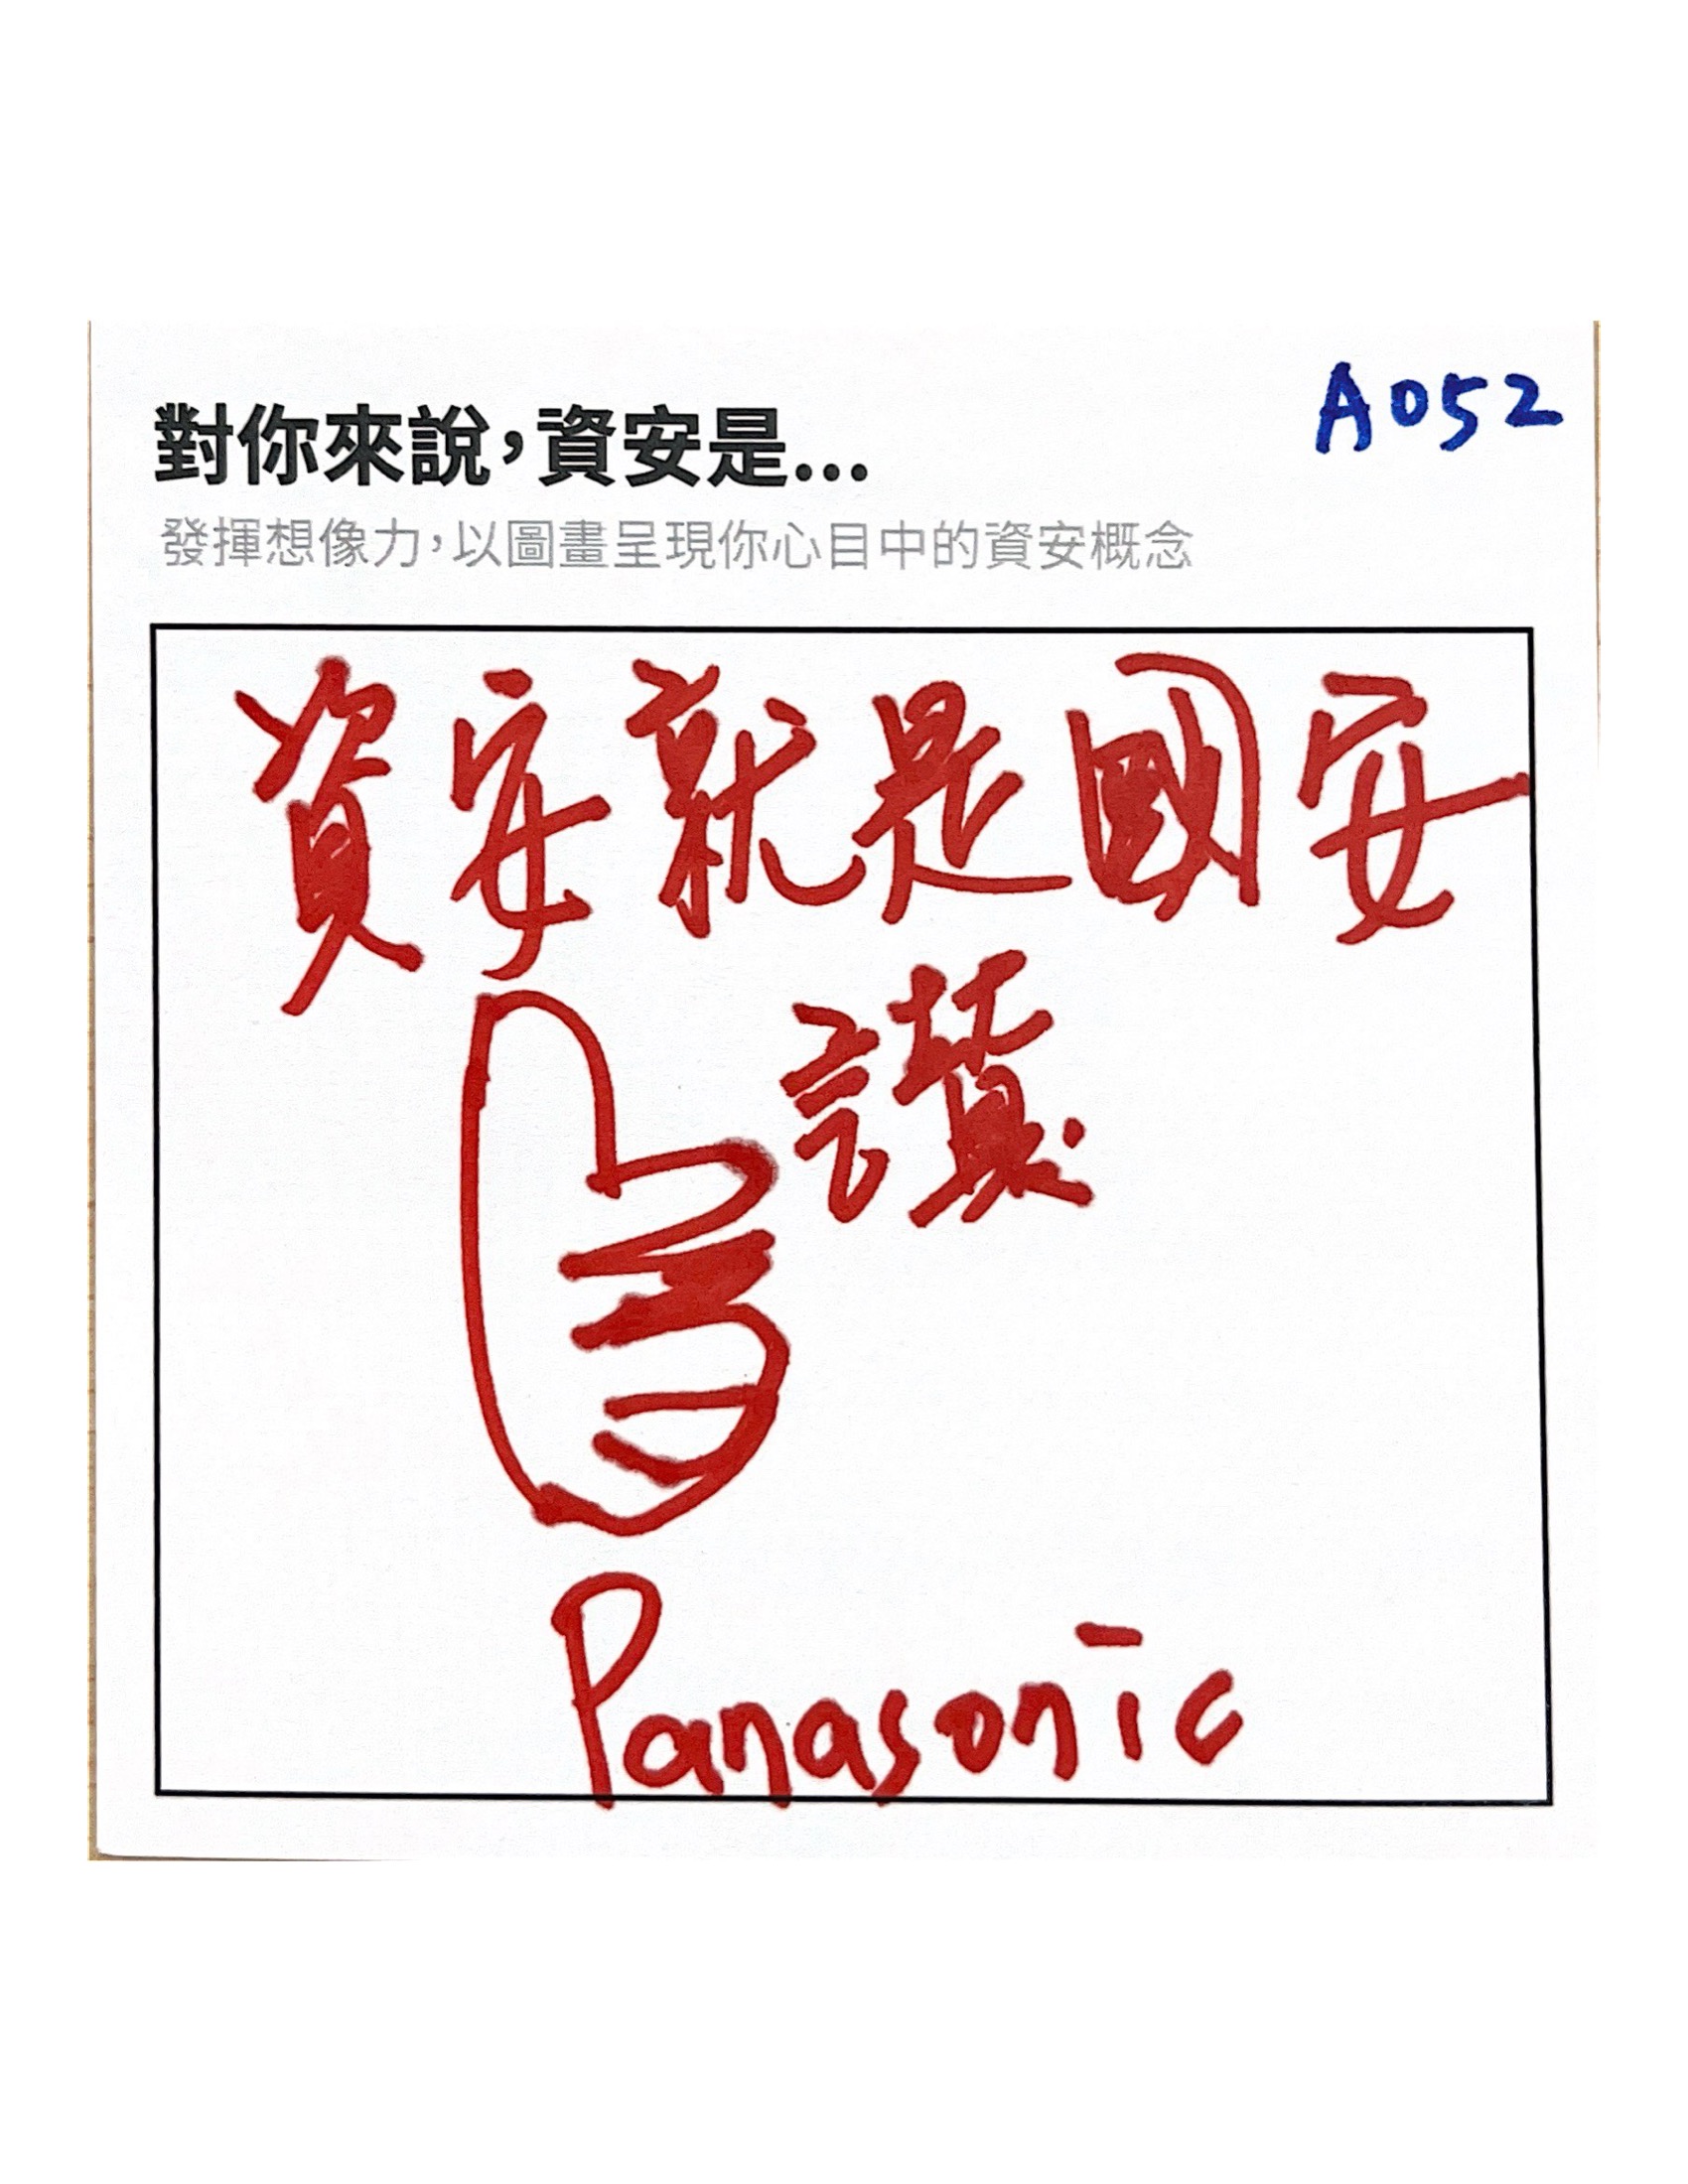 A052
對你來說，資安是...
發揮想像力，以圖畫呈現你心目中的資安概念
資安就是國安
讚
Panasonic